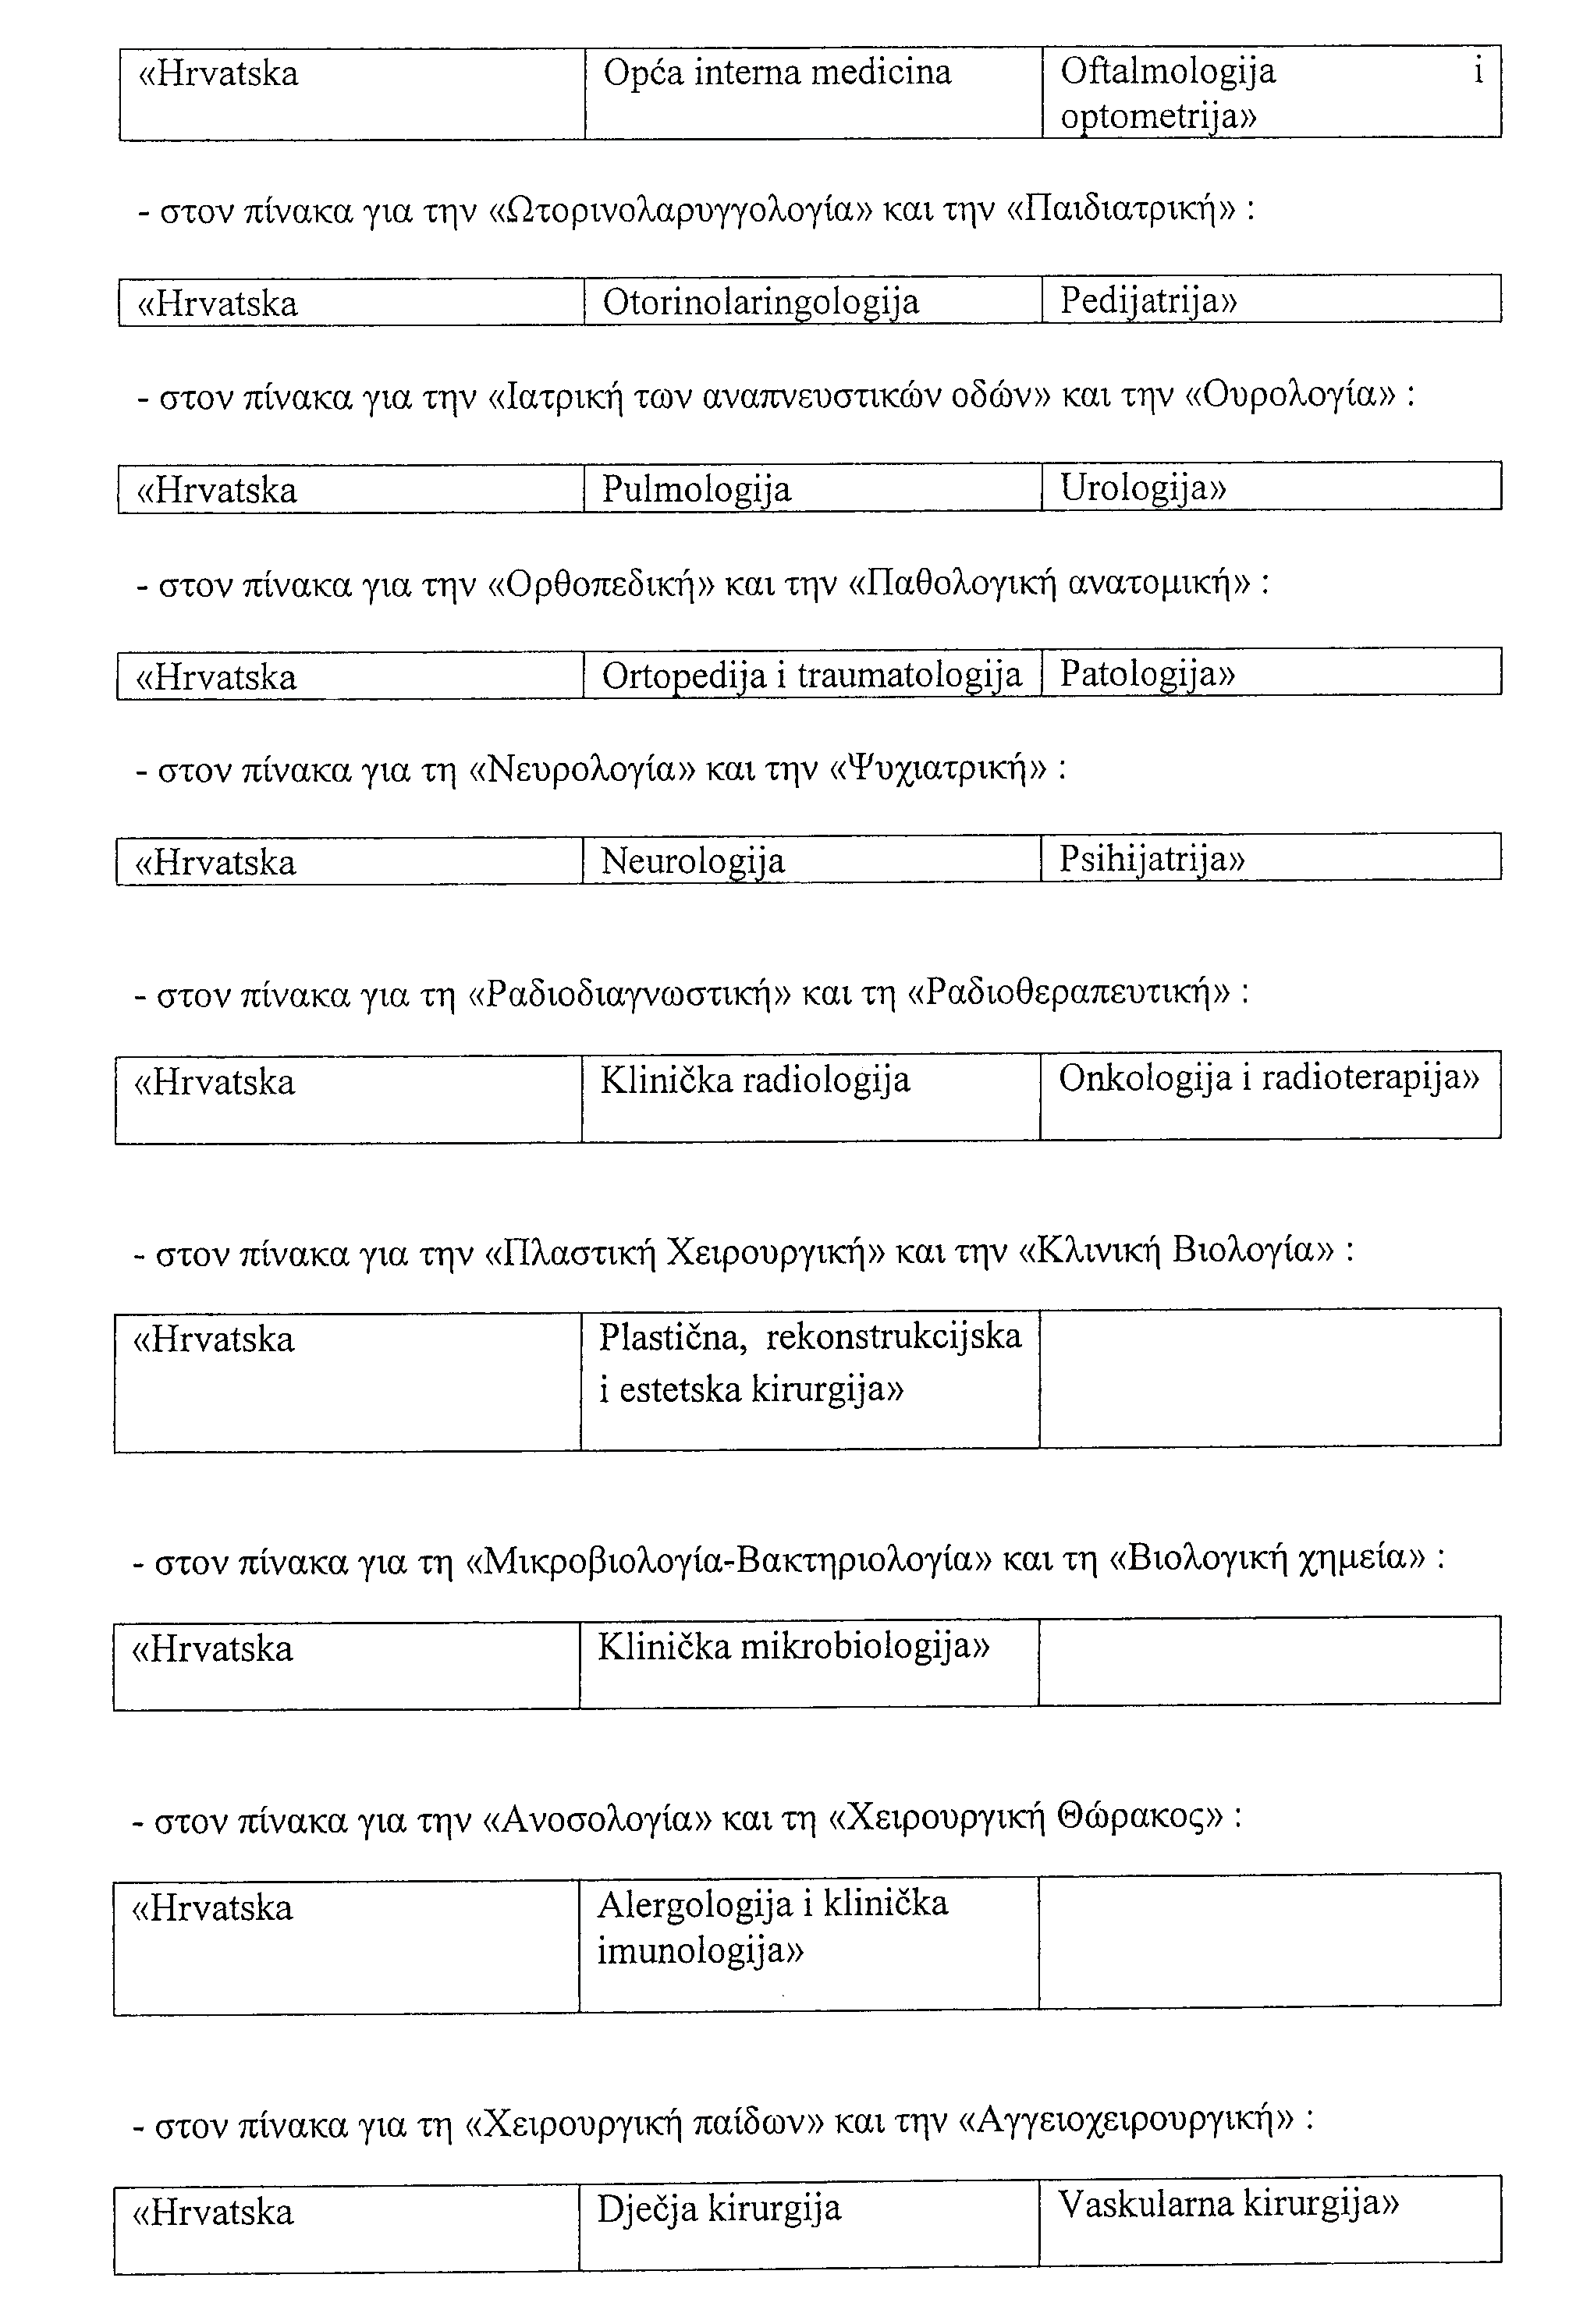 «Hrvatska Opća interna medicina Oftalmologija i
optometrija»
- στον πίνακα για την «Ωτορινολαρυγγολογία» και την «Παιδιατρική» :
«Hrvatska Otorinolaringologija Pedijatrija»
- στον πίνακα για την «Ιατρική των αναπνευστικών οδών» και την «Ουρολογία» :
«Hrvatska Pulmologija Urologija»
- στον πίνακα για την «Ορθοπεδική» και την «Παθολογική ανατομική» :
«Hrvatska Ortopedija i traumatologija Patologija»
- στον πίνακα για τη «Νευρολογία» και την «Ψυχιατρική» :
«Hrvatska Neurologija Psihijatrija»
- στον πίνακα για τη «Ραδιοδιαγνωστική» και τη «Ραδιοθεραπευτική» :
«Hrvatska Klinička radiologija Onkologija i radioterapija»
- στον πίνακα για την «Πλαστική Χειρουργική» και την «Κλινική Βιολογία» :
«Hrvatska Plastična, rekonstrukcijska
i estetska kirurgija»
- στον πίνακα για τη «Μικροβιολογία-Βακτηριολογία» και τη «Βιολογική χημεία» :
«Hrvatska Klinička mikrobiologija»
- στον πίνακα για την «Ανοσολογία» και τη «Χειρουργική Θώρακος» :
«Hrvatska Alergologija i klinička
imunologija»
- στον πίνακα για τη «Χειρουργική παίδων» και την «Αγγειοχειρουργική» :
«Hrvatska Dječja kirurgija Vaskularna kirurgija»